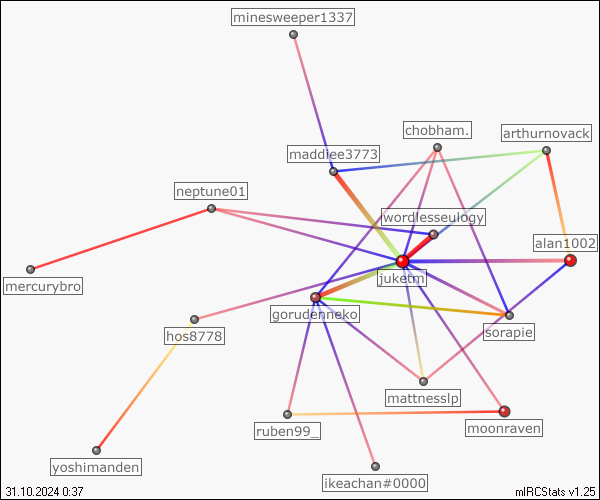 minesweeper1337
chobham.
arthurnovack
maddiee3773
neptune01
wordlesseulogy
alan1002
mercurybro
juketm
gorudenneko
sorapie
hos8778
mattnesslp
ruben99_
moonraven
yoshimanden
ikeachan#0000
31.10.2024 0:37
mIRCStats v1.25